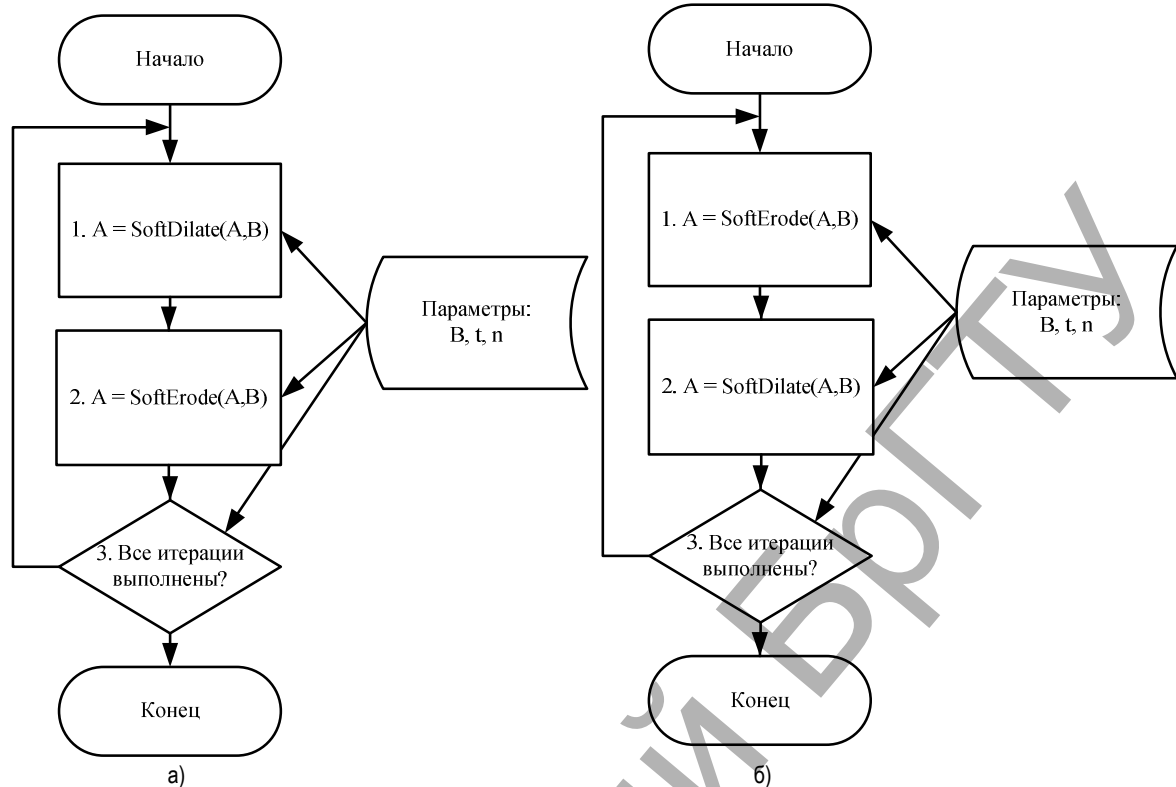 Начало
1. A = SoftDilate(A,B)
2. A = SoftErode(A,B)
Параметры:
B, t, n
3. Все итерации
выполнены?
Конец
а)
Начало
1. A = SoftErode(A,B)
2. A = SoftDilate(A,B)
Параметры:
B, t, n
3. Все итерации
выполнены?
Конец
б)
БрГТУ